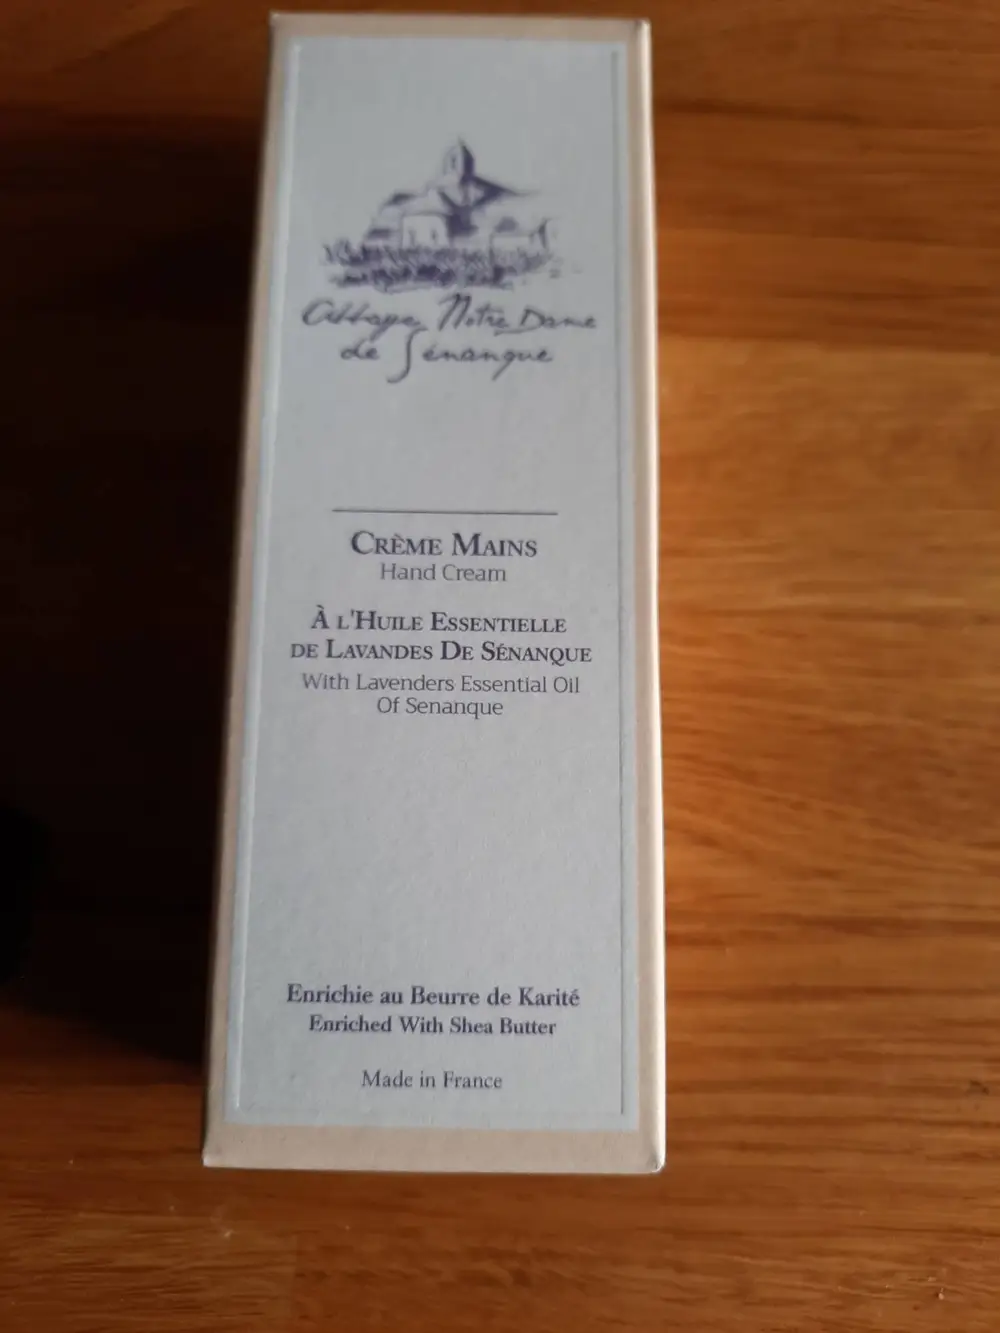 Abbaye Notre Dame
de Sénanque
CRÈME MAINS
Hand Cream
À L'HUILE ESSENTIELLE
DE LAVANDES DE SÉNANQUE
With Lavenders Essential Oil
Of Senanque
Enrichie au Beurre de Karité
Enriched With Shea Butter
Made in France